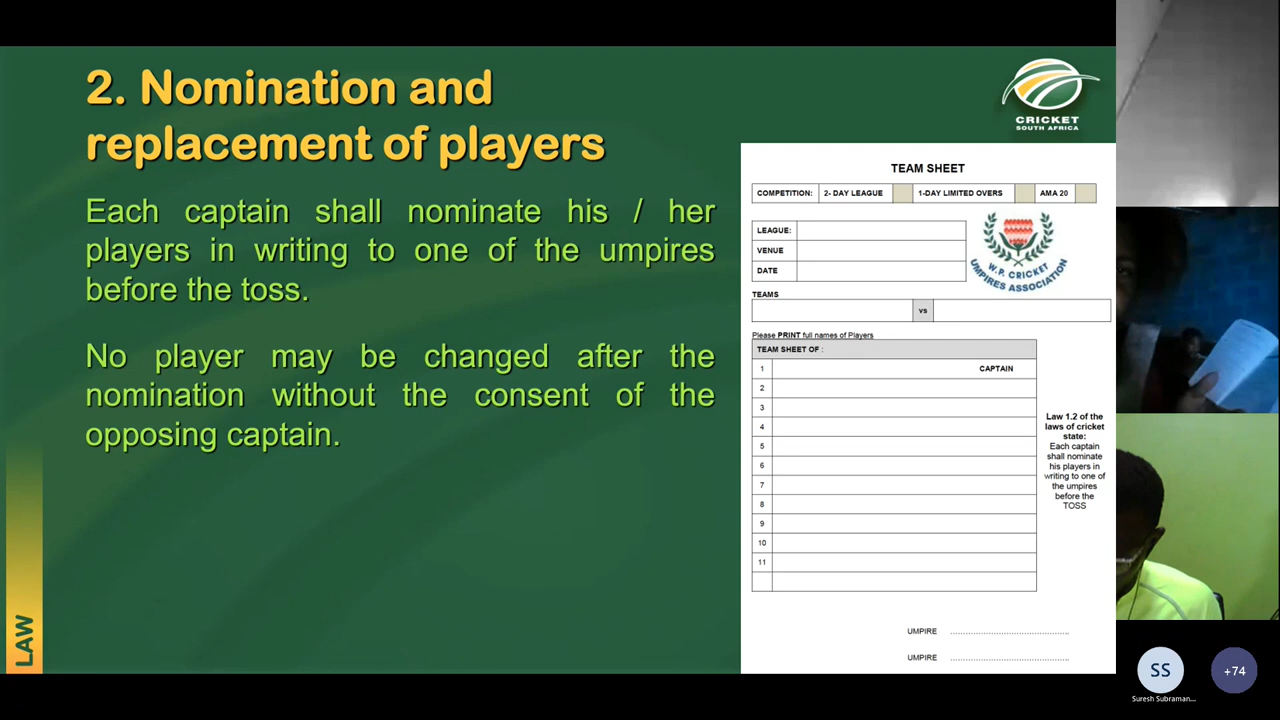 2. Nomination and
replacement of players
Each captain shall nominate his / her
players in writing to one of the umpires
before the toss.
No player may be changed after the
nomination without the consent of the
opposing captain.
LAW
CRICKET
SOUTH AFRICA
TEAM SHEET
COMPETITION: 2- DAY LEAGUE 1-DAY LIMITED OVERS AMA 20
LEAGUE:
VENUE
DATE
W.P. CRICKET
UMPIRES ASSOCIATION
TEAMS
vs
Please PRINT full names of Players
TEAM SHEET OF :
1 CAPTAIN
2
3
4
5
6
7
8
9
10
11
Law 1.2 of the
laws of cricket
state:
Each captain
shall nominate
his players in
writing to one of
the umpires
before the
TOSS
UMPIRE ................................................
UMPIRE ................................................
SS
+74
Suresh Subraman...